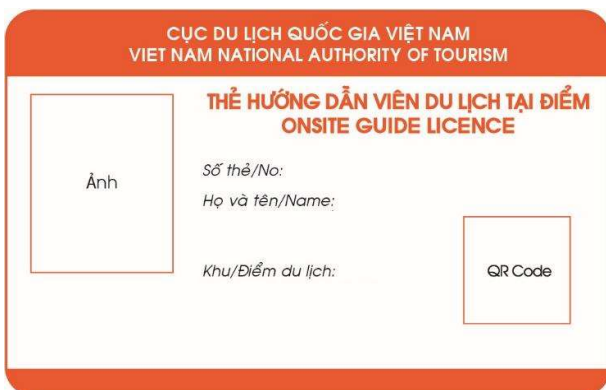 CỤC DU LỊCH QUỐC GIA VIỆT NAM
VIET NAM NATIONAL AUTHORITY OF TOURISM
THẺ HƯỚNG DẪN VIÊN DU LỊCH TẠI ĐIỂM
ONSITE GUIDE LICENCE
Ảnh
Số thẻ/No:
Họ và tên/Name:
Khu/Điểm du lịch:
QR Code